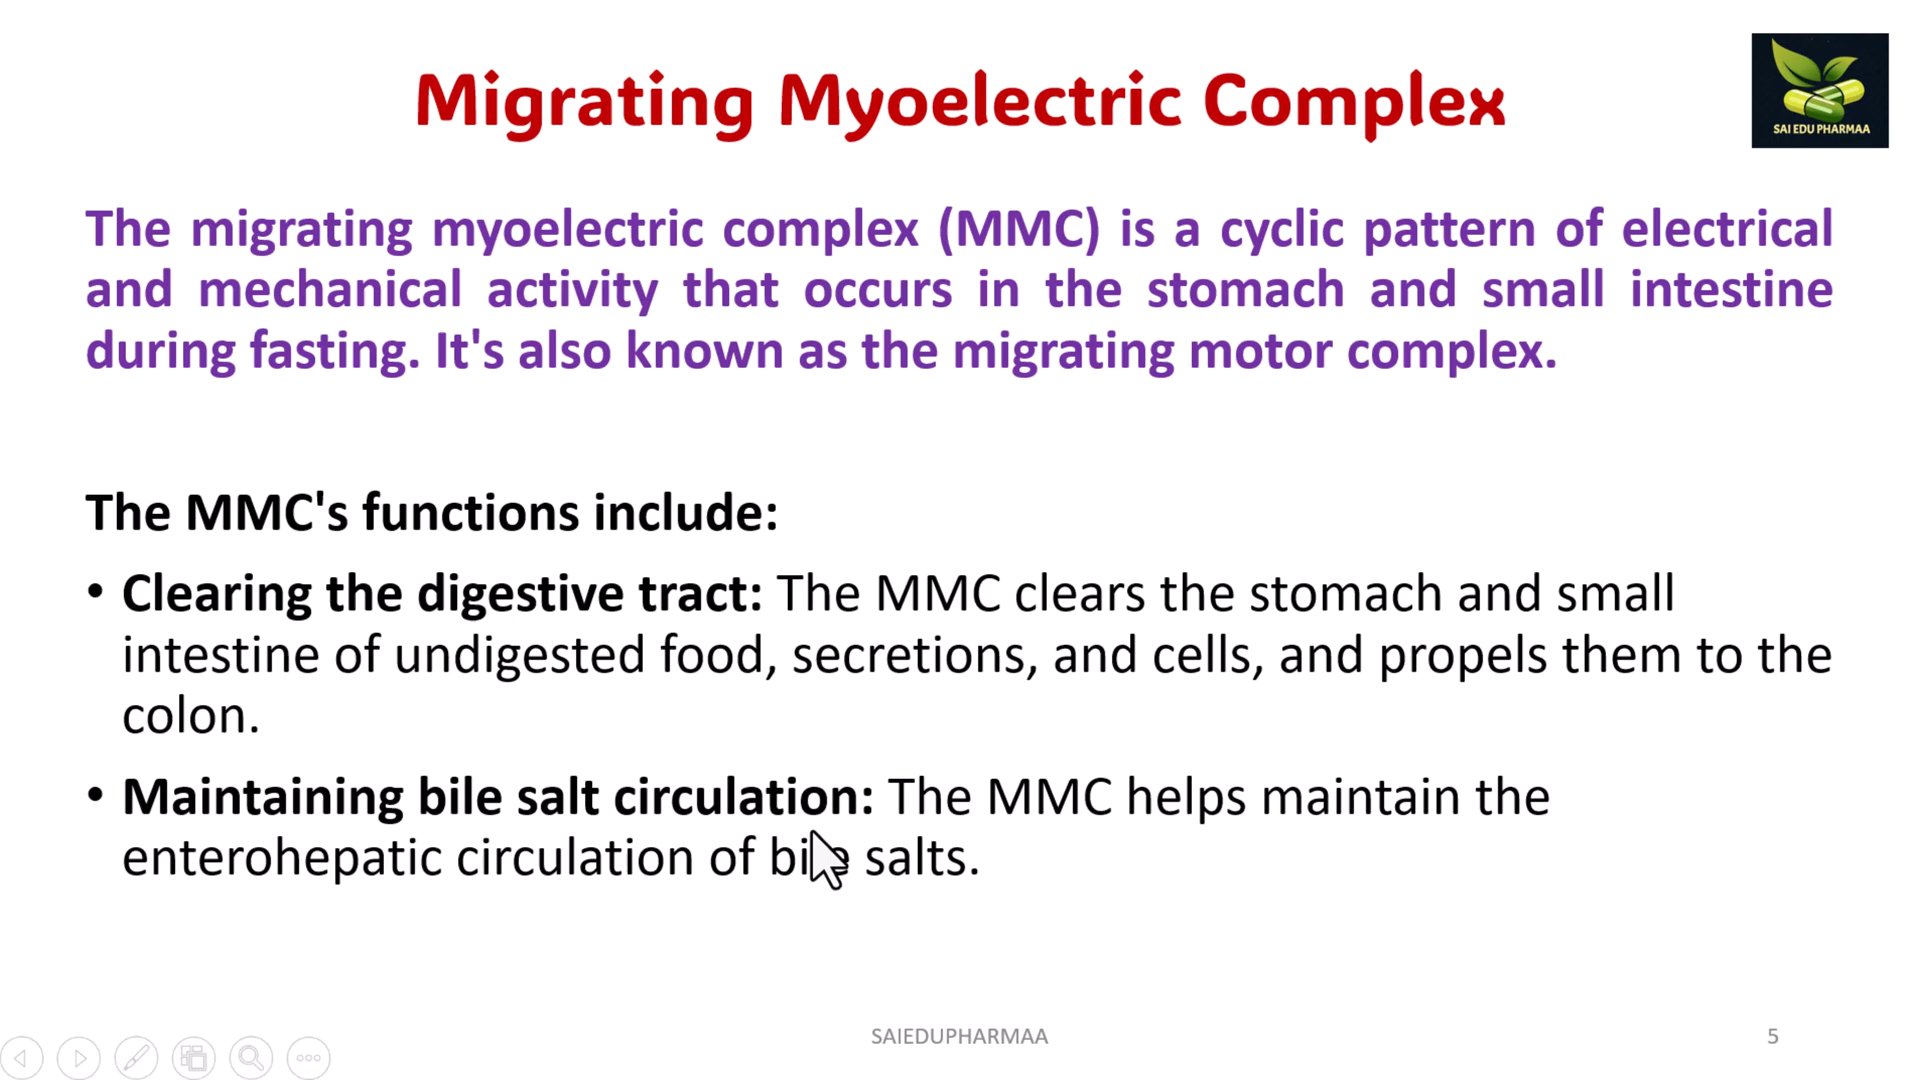 Migrating Myoelectric Complex
SAI EDU PHARMAA
The migrating myoelectric complex (MMC) is a cyclic pattern of electrical
and mechanical activity that occurs in the stomach and small intestine
during fasting. It's also known as the migrating motor complex.
The MMC's functions include:
• Clearing the digestive tract: The MMC clears the stomach and small
intestine of undigested food, secretions, and cells, and propels them to the
colon.
• Maintaining bile salt circulation: The MMC helps maintain the
enterohepatic circulation of bile salts.
SAIEDUPHARMAA
5